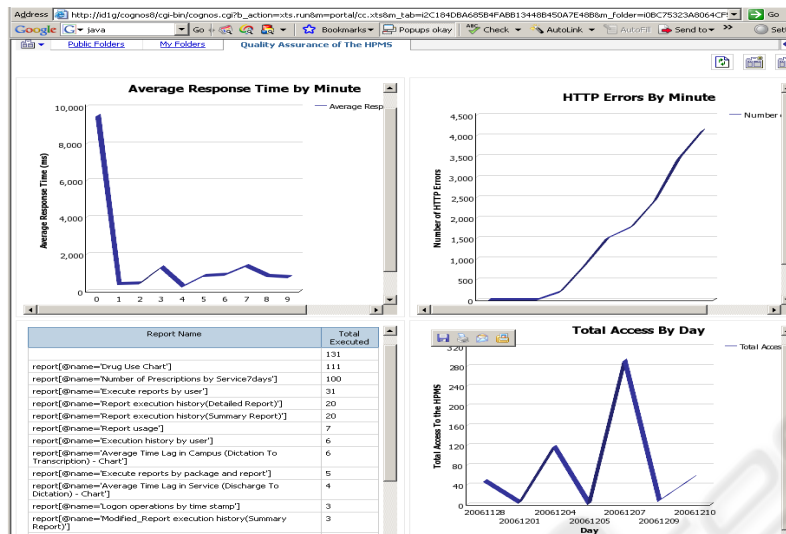 Address http://id1g/cognos8/cgi-bin/cognos.cgi?b_action=xts.run&m=portal/cc.xts&m_tab=i2C184DBA685B4FABB13448B450A7E48B&m_folder=i0BC75323A8064CF Go
Google G java Go Bookmarks Popups okay Check AutoLink AutoFill Send to
Public Folders My Folders Quality Assurance of The HPMS
Average Response Time by Minute
Average Resp
Average Response Time (ms)
10,000
8,000
6,000
4,000
2,000
0
0 1 2 3 4 5 6 7 8 9
HTTP Errors By Minute
Number
Number of HTTP Errors
4,500
4,000
3,500
3,000
2,500
2,000
1,500
1,000
500
0
Report Name Total Executed
131
report[@name='Drug Use Chart'] 111
report[@name='Number of Prescriptions by Service7days'] 100
report[@name='Execute reports by user'] 31
report[@name='Report execution history(Detailed Report)'] 20
report[@name='Report execution history(Summary Report)'] 20
report[@name='Report usage'] 7
report[@name='Execution history by user'] 6
report[@name='Average Time Lag in Campus (Dictation To
Transcription) - Chart'] 6
report[@name='Execute reports by package and report'] 5
report[@name='Average Time Lag in Service (Discharge To
Dictation) - Chart'] 4
report[@name='Logon operations by time stamp'] 3
report[@name='Modified_Report execution history(Summary
Report)'] 3
Total Access By Day
Total Acces
Total Access To the HPMS
320
280
240
200
160
120
80
40
0
20061128 20061204 20061207 20061210
20061201 20061205 20061209
Day